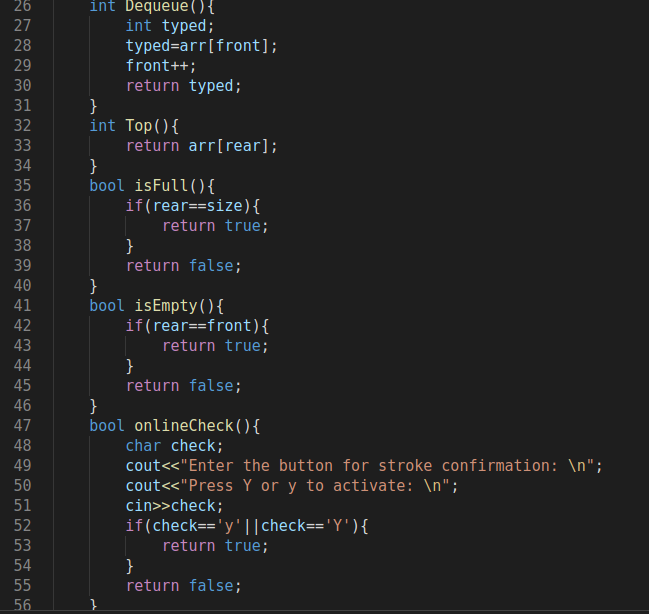 26     int Dequeue(){
27         int typed;
28         typed=arr[front];
29         front++;
30         return typed;
31     }
32     int Top(){
33         return arr[rear];
34     }
35     bool isFull(){
36         if(rear==size){
37             return true;
38         }
39         return false;
40     }
41     bool isEmpty(){
42         if(rear==front){
43             return true;
44         }
45         return false;
46     }
47     bool onlineCheck(){
48         char check;
49         cout<<"Enter the button for stroke confirmation: \n";
50         cout<<"Press Y or y to activate: \n";
51         cin>>check;
52         if(check=='y'||check=='Y'){
53             return true;
54         }
55         return false;
56     }